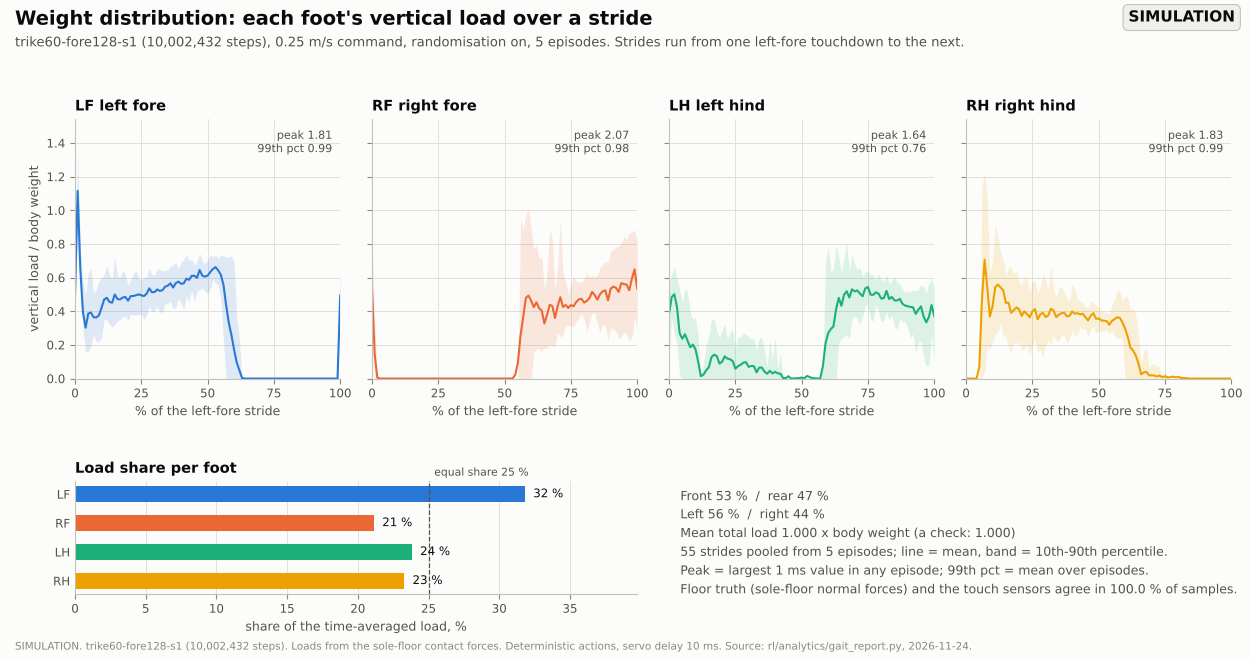 Weight distribution: each foot's vertical load over a stride
SIMULATION
trike60-fore128-s1 (10,002,432 steps), 0.25 m/s command, randomisation on, 5 episodes. Strides run from one left-fore touchdown to the next.
LF left fore
RF right fore
LH left hind
RH right hind
peak 1.81
99th pct 0.99
peak 2.07
99th pct 0.98
peak 1.64
99th pct 0.76
peak 1.83
99th pct 0.99
vertical load / body weight
1.4
1.2
1.0
0.8
0.6
0.4
0.2
0.0
0 25 50 75 100
0 25 50 75 100
0 25 50 75 100
0 25 50 75 100
% of the left-fore stride
% of the left-fore stride
% of the left-fore stride
% of the left-fore stride
Load share per foot
equal share 25 %
LF 32 %
RF 21 %
LH 24 %
RH 23 %
0 5 10 15 20 25 30 35
share of the time-averaged load, %
Front 53 % / rear 47 %
Left 56 % / right 44 %
Mean total load 1.000 x body weight (a check: 1.000)
55 strides pooled from 5 episodes; line = mean, band = 10th-90th percentile.
Peak = largest 1 ms value in any episode; 99th pct = mean over episodes.
Floor truth (sole-floor normal forces) and the touch sensors agree in 100.0 % of samples.
SIMULATION. trike60-fore128-s1 (10,002,432 steps). Loads from the sole-floor contact forces. Deterministic actions, servo delay 10 ms. Source: rl/analytics/gait_report.py, 2026-11-24.